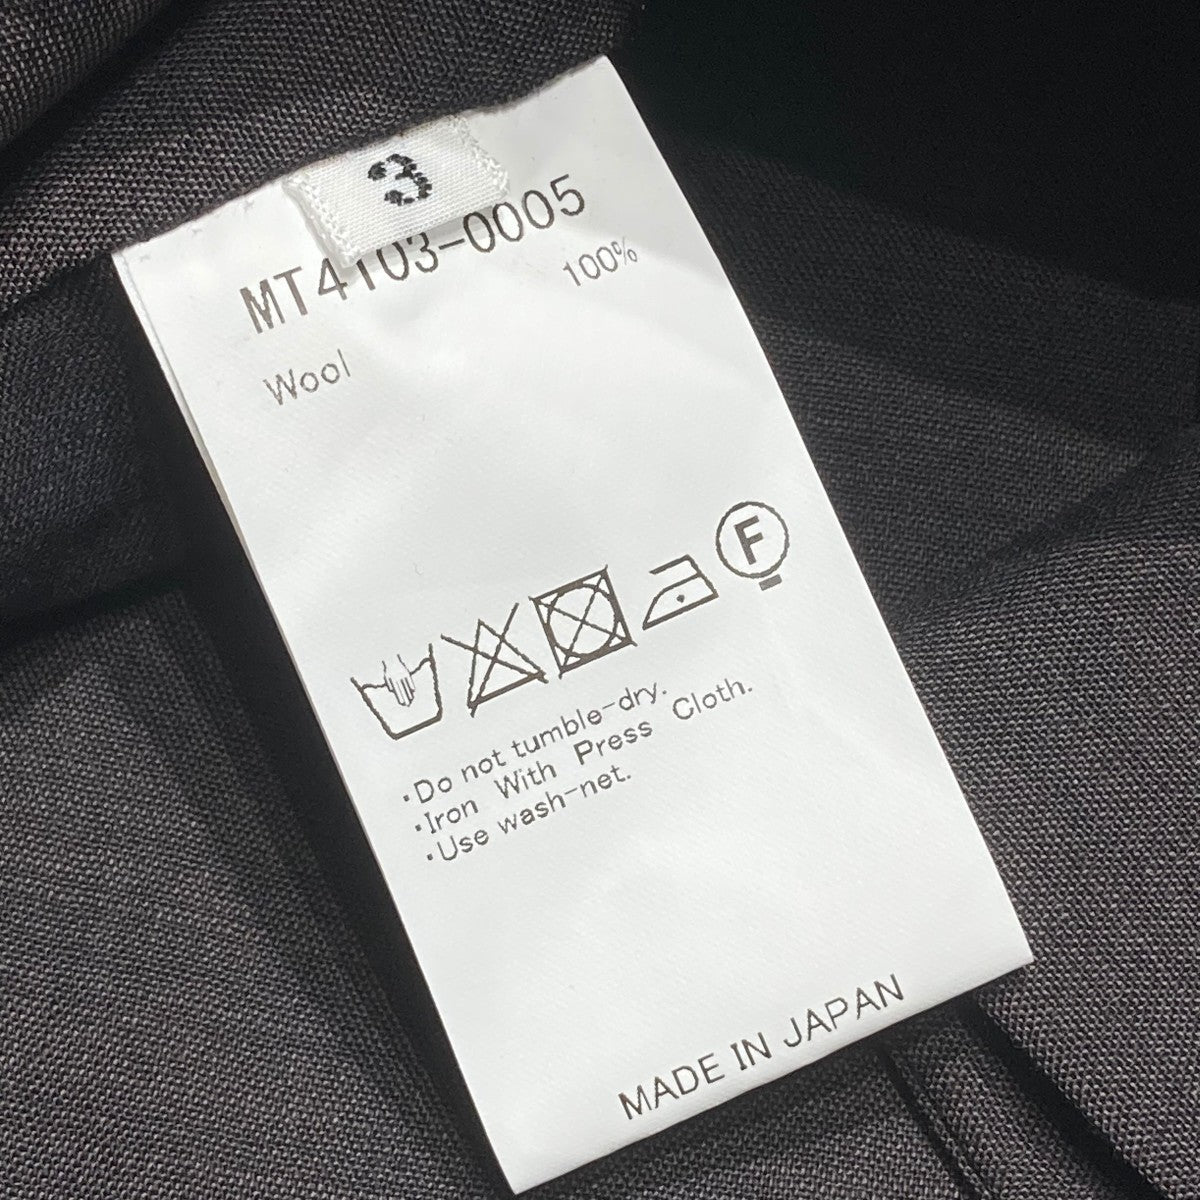 3
MT4103-0005
100%
Wool
F
・Do not tumble-dry.
・Iron With Press Cloth.
・Use wash-net.
MADE IN JAPAN